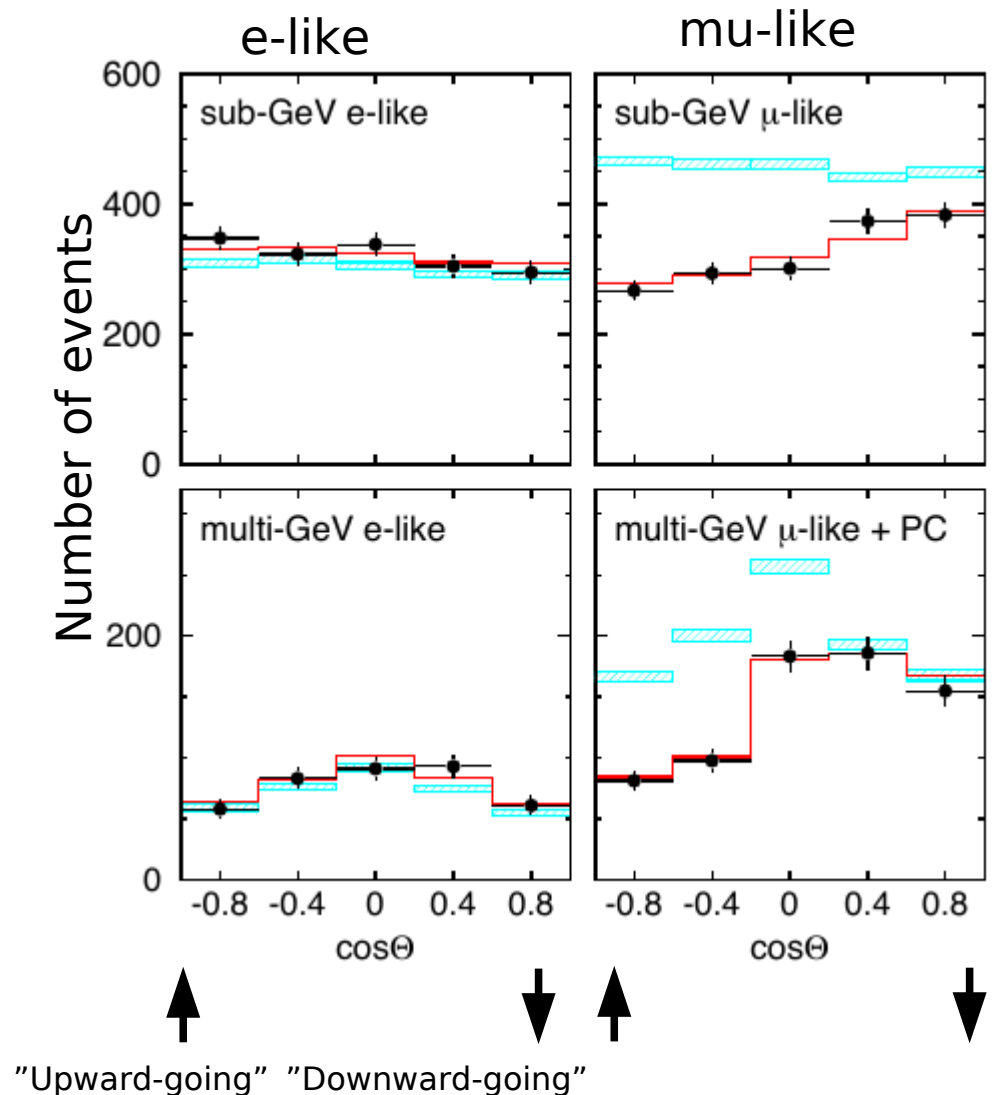 e-like
mu-like
Number of events
600
400
200
0
sub-GeV e-like
sub-GeV μ-like
200
0
multi-GeV e-like
multi-GeV μ-like + PC
-0.8 -0.4 0 0.4 0.8
-0.8 -0.4 0 0.4 0.8
cosΘ
cosΘ
”Upward-going” ”Downward-going”